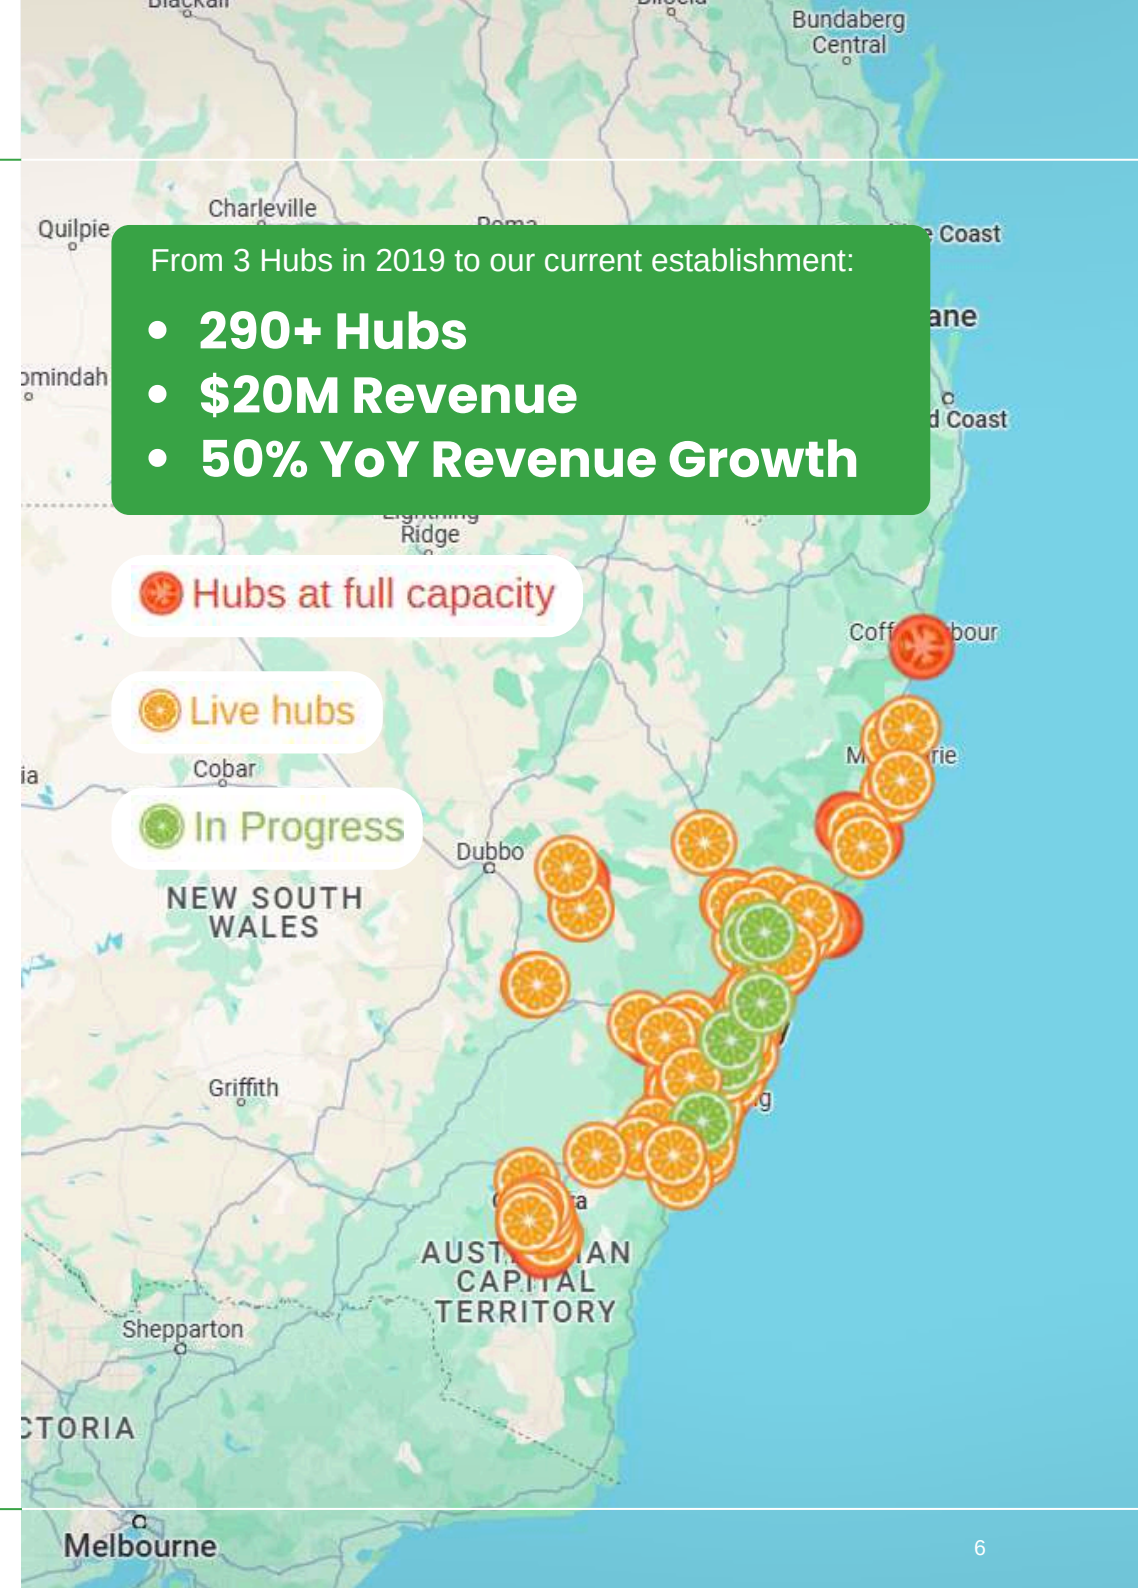 Bundaberg
Central
Charleville
Quilpie
Coast
From 3 Hubs in 2019 to our current establishment:
• 290+ Hubs
• $20M Revenue
• 50% YoY Revenue Growth
Coast
Ridge
Hubs at full capacity
Live hubs
Cobar
In Progress
Dubbo
NEW SOUTH
WALES
Griffith
CAPITAL
TERRITORY
Shepparton
Melbourne
6